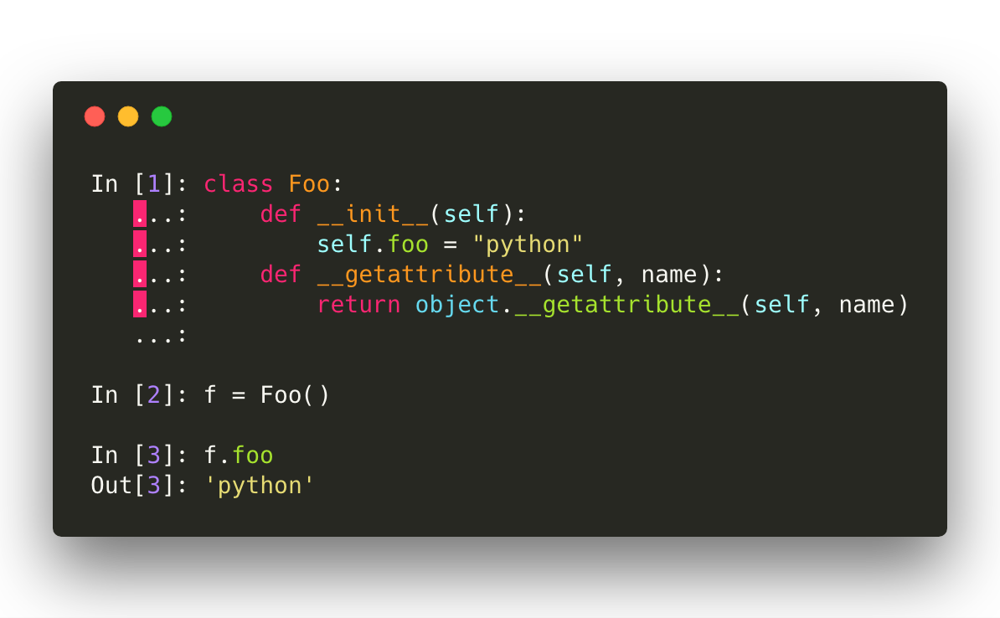 In [1]: class Foo:
   ...:     def __init__(self):
   ...:         self.foo = "python"
   ...:     def __getattribute__(self, name):
   ...:         return object.__getattribute__(self, name)
   ...:
In [2]: f = Foo()
In [3]: f.foo
Out[3]: 'python'